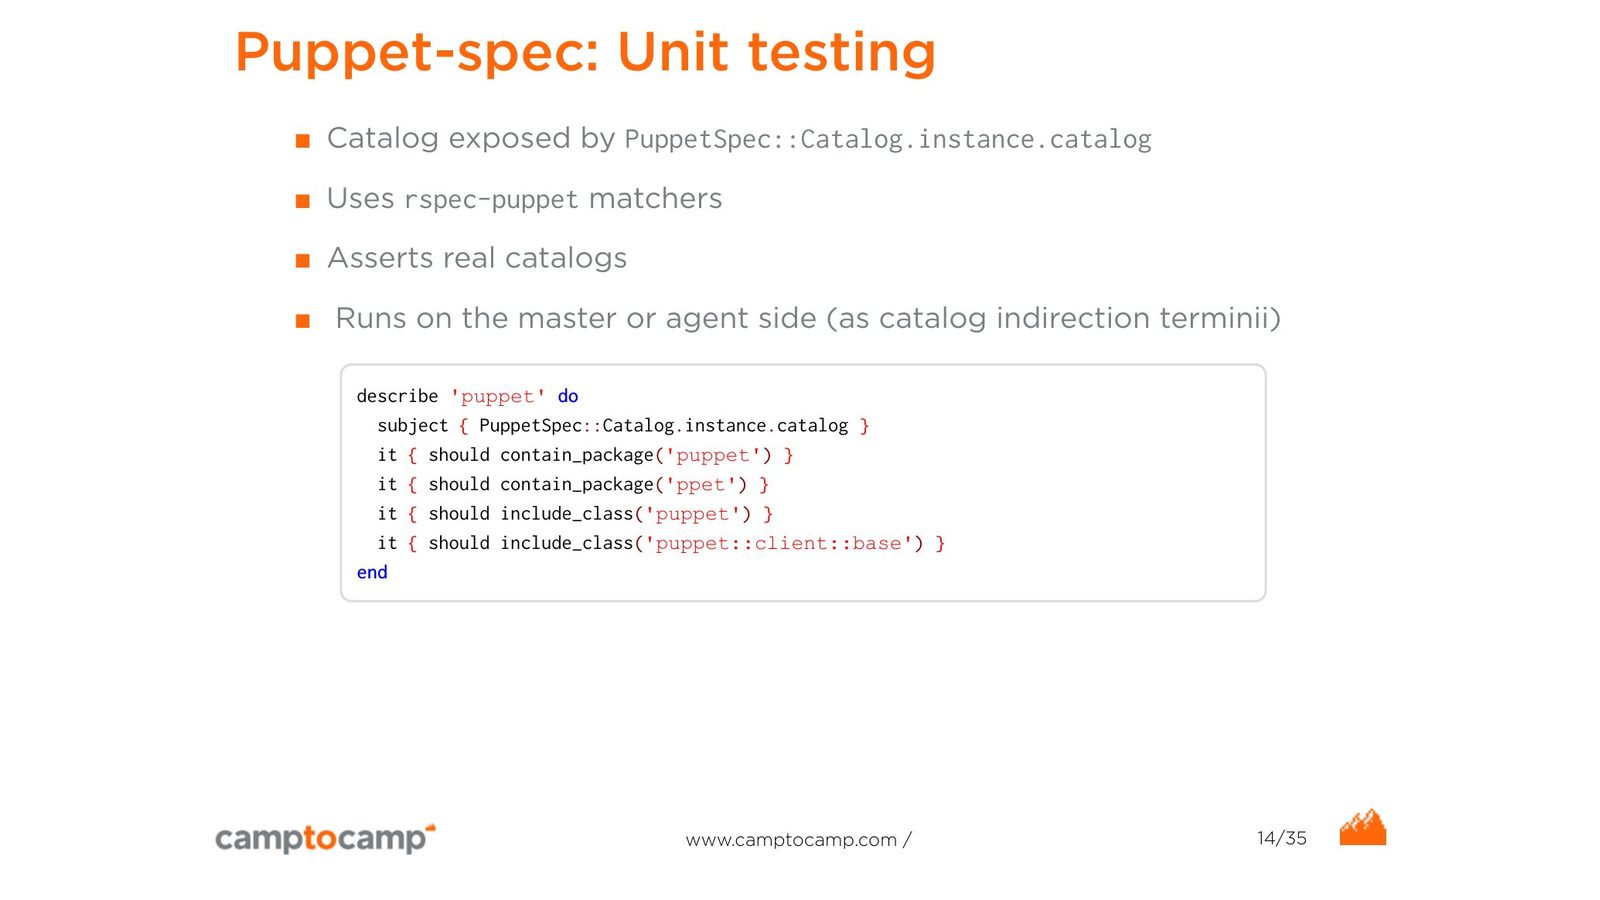 Puppet-spec: Unit testing
Catalog exposed by PuppetSpec::Catalog.instance.catalog
Uses rspec-puppet matchers
Asserts real catalogs
Runs on the master or agent side (as catalog indirection terminii)
describe 'puppet' do
  subject { PuppetSpec::Catalog.instance.catalog }
  it { should contain_package('puppet') }
  it { should contain_package('ppet') }
  it { should include_class('puppet') }
  it { should include_class('puppet::client::base') }
end
camptocamp
www.camptocamp.com /
14/35